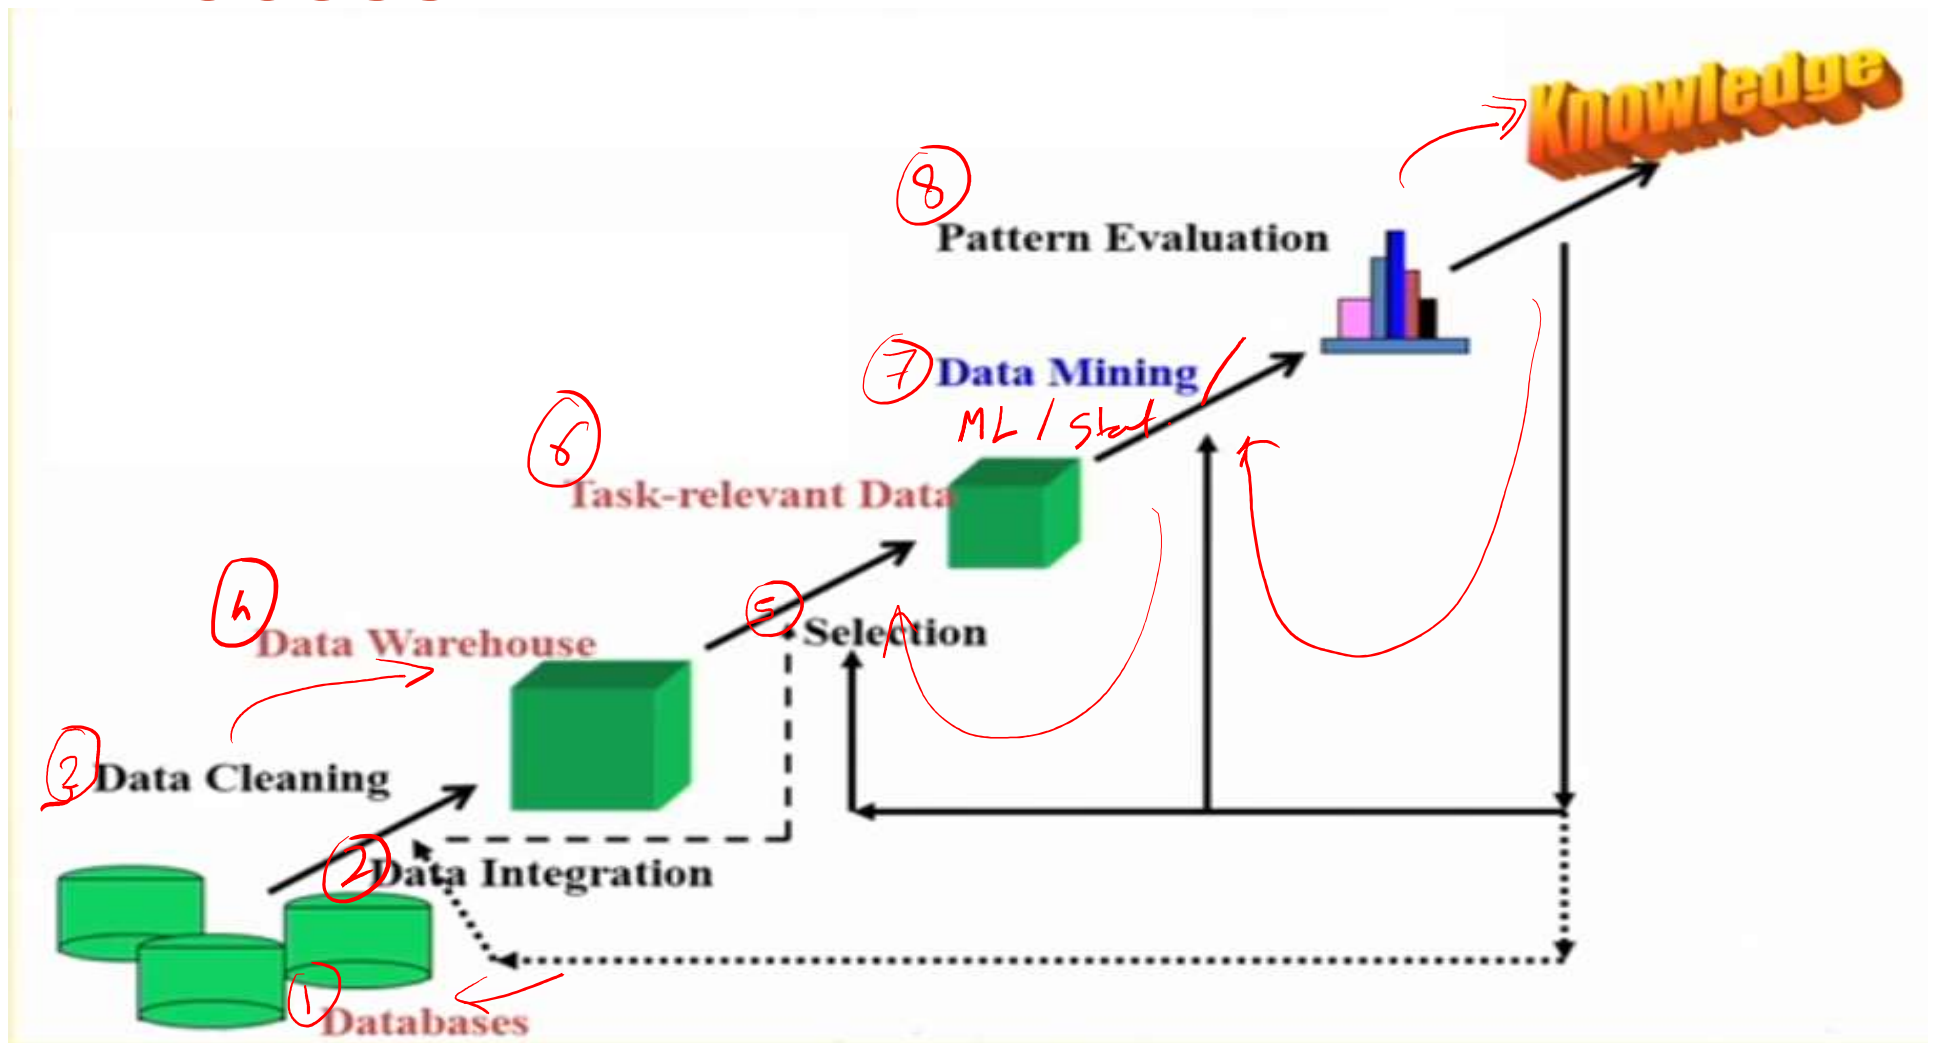 Knowledge
8
Pattern Evaluation
7 Data Mining
ML / Stat.
6
Task-relevant Data
5 Selection
4
Data Warehouse
3 Data Cleaning
2 Data Integration
1 Databases